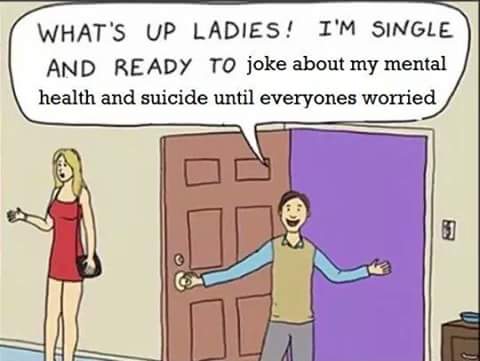 WHAT'S UP LADIES! I'M SINGLE
AND READY TO joke about my mental
health and suicide until everyones worried